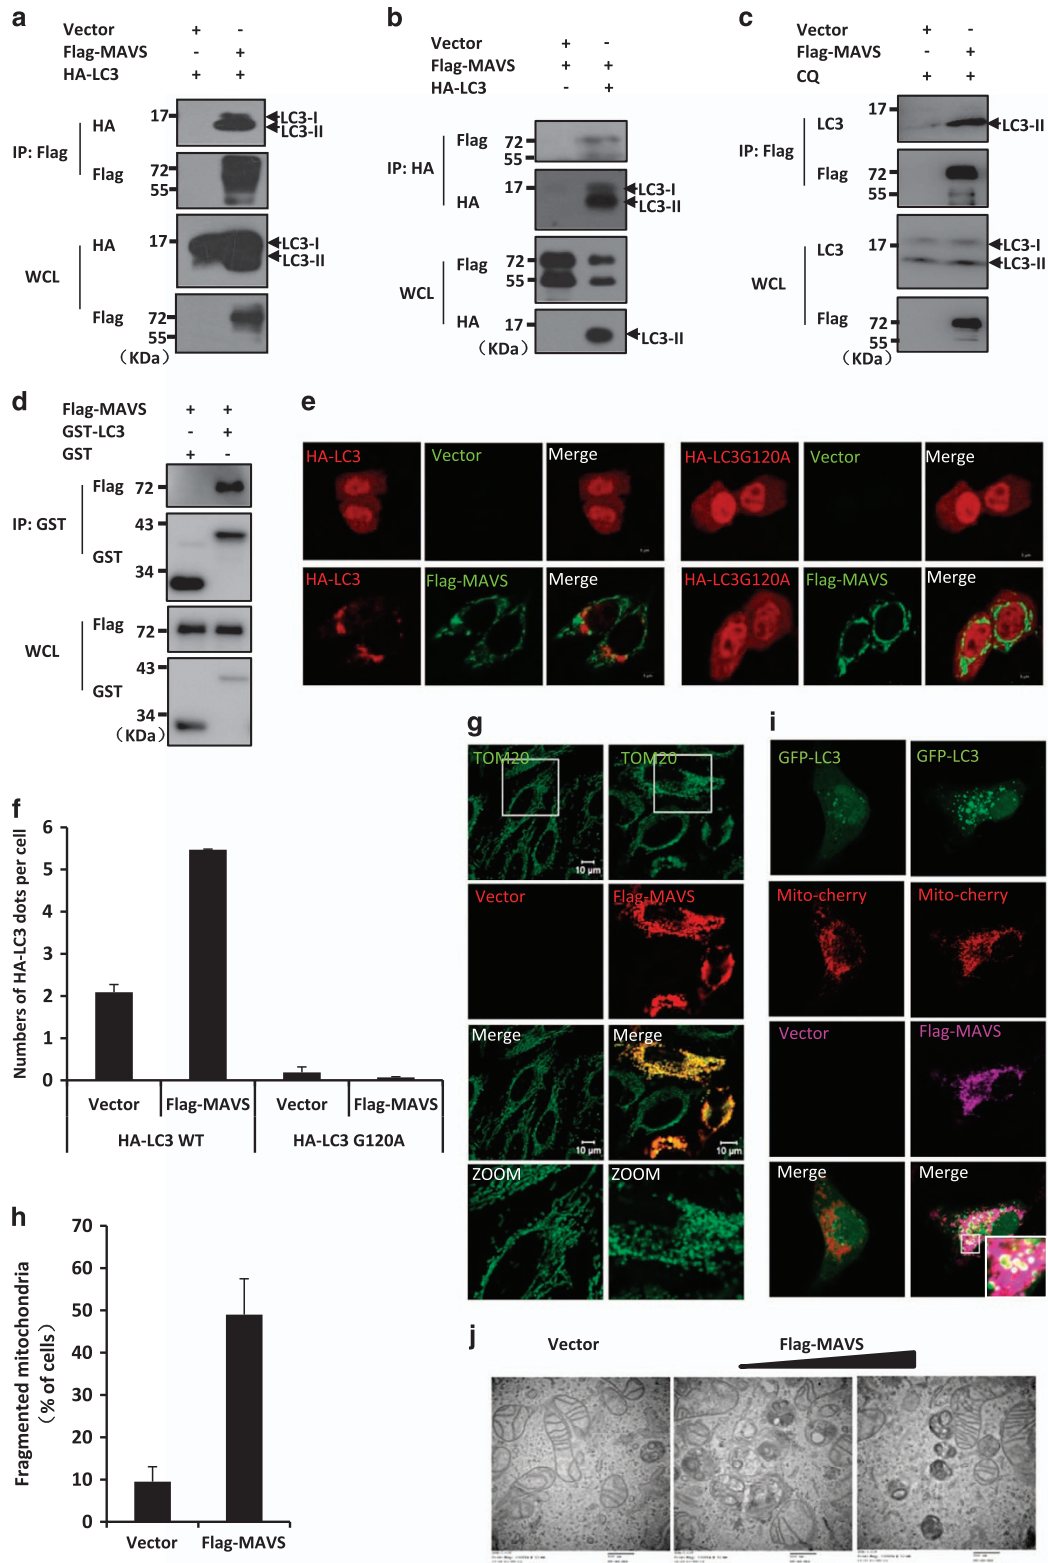 a
Vector + -
Flag-MAVS - +
HA-LC3 + +
IP: Flag
HA
17
LC3-I
LC3-II
Flag
72
55
WCL
HA
17
LC3-I
LC3-II
Flag
72
55
(KDa)
b
Vector + -
Flag-MAVS + +
HA-LC3 - +
IP: HA
Flag
72
55
HA
17
LC3-I
LC3-II
WCL
Flag
72
55
HA
17
LC3-II
(KDa)
c
Vector + -
Flag-MAVS - +
CQ + +
IP: Flag
LC3
17
LC3-II
Flag
72
55
WCL
LC3
17
LC3-I
LC3-II
Flag
72
55
(KDa)
d
Flag-MAVS + +
GST-LC3 - +
GST + -
IP: GST
Flag
72
GST
43
34
WCL
Flag
72
GST
43
34
(KDa)
e
HA-LC3 Vector Merge HA-LC3G120A Vector Merge
HA-LC3 Flag-MAVS Merge HA-LC3G120A Flag-MAVS Merge
f
Numbers of HA-LC3 dots per cell
6
5
4
3
2
1
0
Vector Flag-MAVS Vector Flag-MAVS
HA-LC3 WT HA-LC3 G120A
g
TOM20 TOM20
10 µm 10 µm
Vector Flag-MAVS
Merge Merge
10 µm 10 µm
ZOOM ZOOM
h
Fragmented mitochondria
(% of cells)
70
60
50
40
30
20
10
0
Vector Flag-MAVS
i
GFP-LC3 GFP-LC3
Mito-cherry Mito-cherry
Vector Flag-MAVS
Merge Merge
j
Vector Flag-MAVS